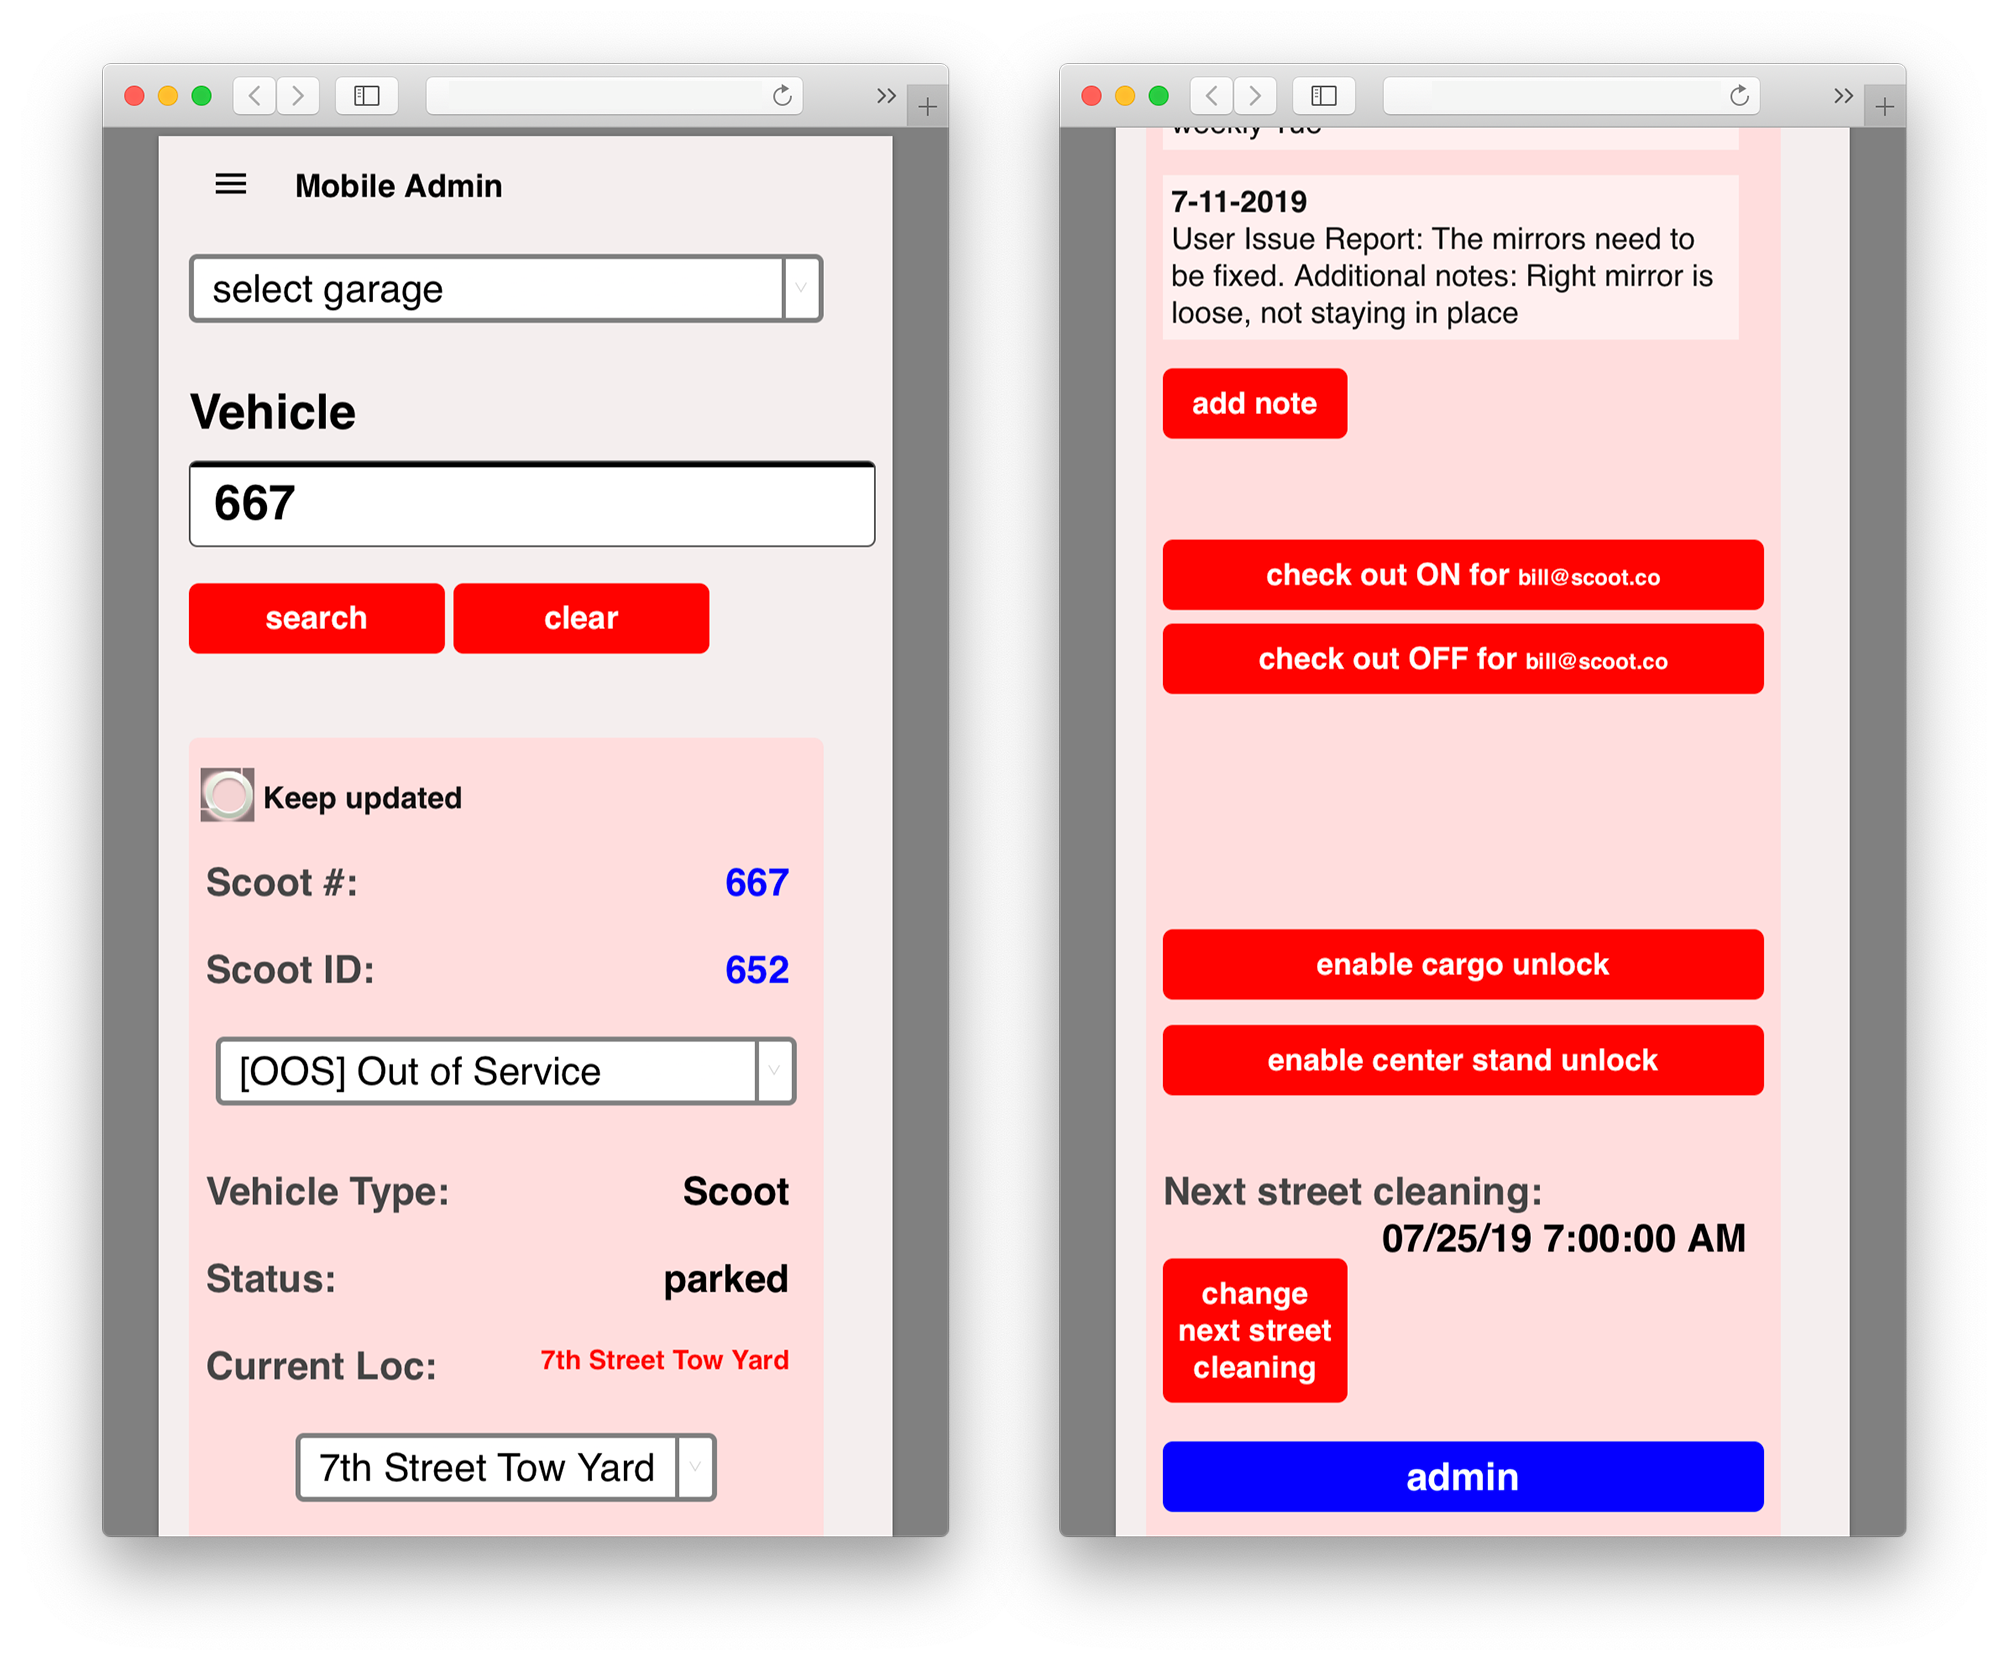 Mobile Admin
select garage
Vehicle
667
search clear
Keep updated
Scoot #: 667
Scoot ID: 652
[OOS] Out of Service
Vehicle Type: Scoot
Status: parked
Current Loc: 7th Street Tow Yard
7th Street Tow Yard
weekly Tue
7-11-2019
User Issue Report: The mirrors need to
be fixed. Additional notes: Right mirror is
loose, not staying in place
add note
check out ON for bill@scoot.co
check out OFF for bill@scoot.co
enable cargo unlock
enable center stand unlock
Next street cleaning:
07/25/19 7:00:00 AM
change
next street
cleaning
admin